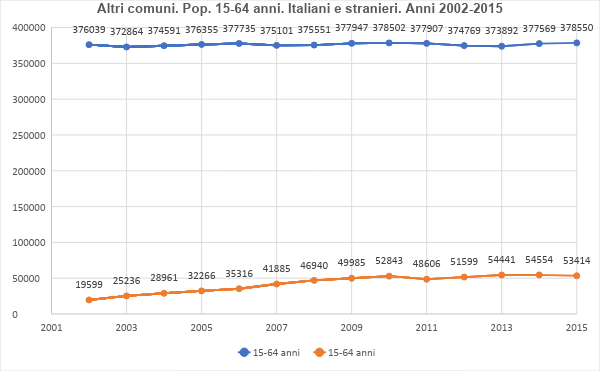 Altri comuni. Pop. 15-64 anni. Italiani e stranieri. Anni 2002-2015
400000
376039 372864 374591 376355 377735 375101 375551 377947 378502 377907 374769 373892 377569 378550
350000
300000
250000
200000
150000
100000
50000
19599 25236 28961 32266 35316 41885 46940 49985 52843 48606 51599 54441 54554 53414
0
2001 2003 2005 2007 2009 2011 2013 2015
15-64 anni 15-64 anni